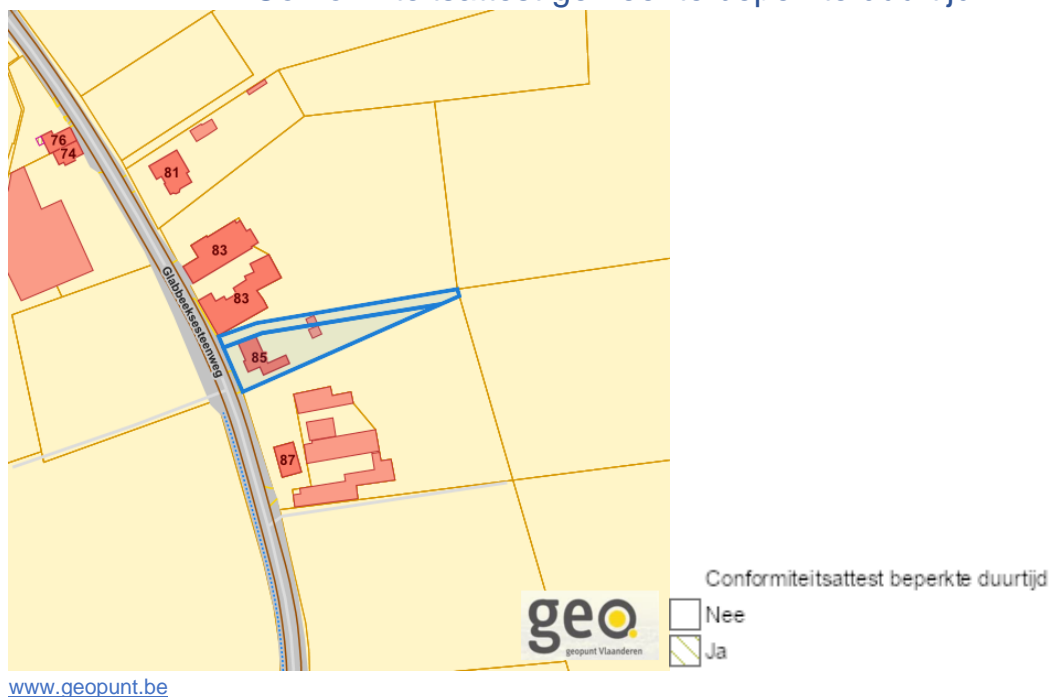 76
74
81
83
83
Glabbeeksesteenweg
85
87
geo.
geopunt Vlaanderen
Conformiteitsattest beperkte duurtijd
Nee
Ja
www.geopunt.be